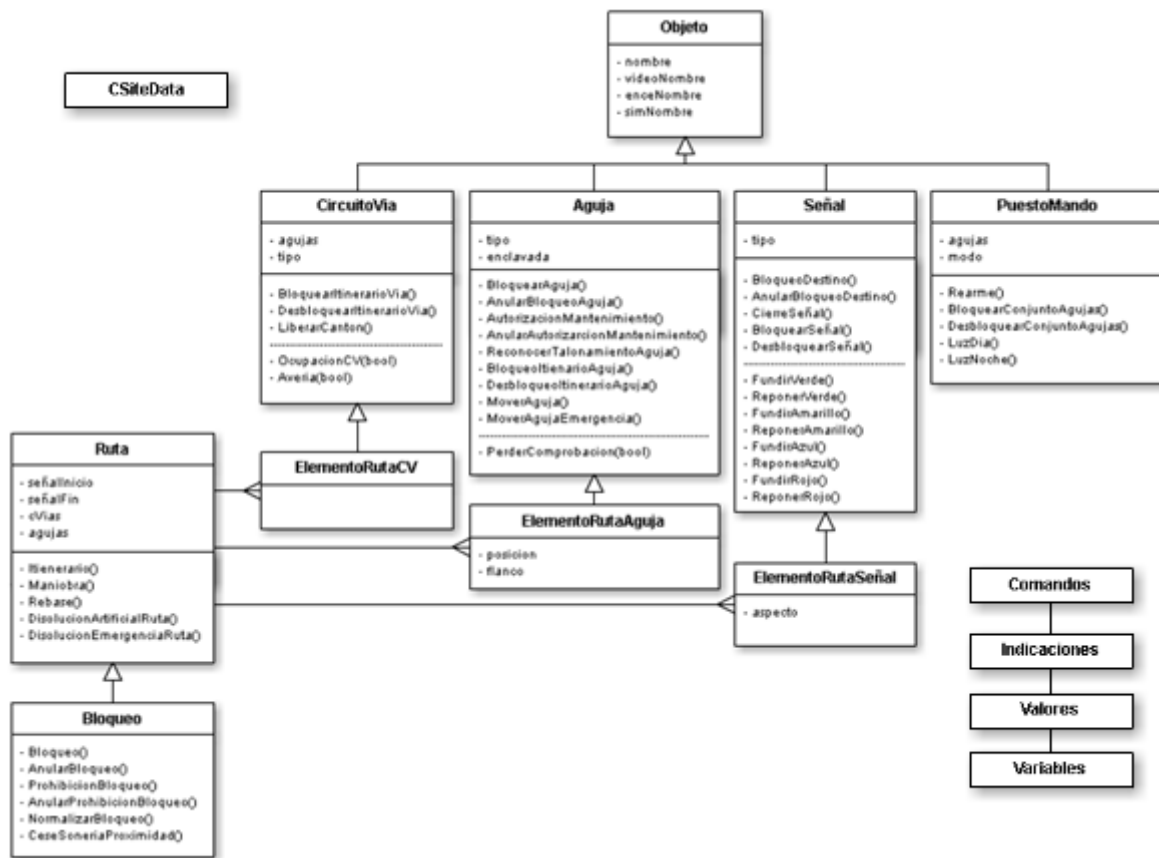 Objeto
- nombre
- videoNombre
- enceNombre
- simNombre
CSiteData
CircuitoVia
- agujas
- tipo
- BloquearItinerarioVia()
- DesbloquearItinerarioVia()
- LiberarCanton()
- OcupacionCV(bool)
- Averia(bool)
Aguja
- tipo
- enclavada
- BloquearAguja()
- AnularBloqueoAguja()
- AutorizacionMantenimiento()
- AnularAutorizarcionMantenimiento()
- ReconocerTalonamientoAguja()
- BloqueoItienarioAguja()
- DesbloqueoItinerarioAguja()
- MoverAguja()
- MoverAgujaEmergencia()
- PerderComprobacion(bool)
Señal
- tipo
- BloqueoDestino()
- AnularBloqueoDestino()
- CierreSeñal()
- BloquearSeñal()
- DesbloquearSeñal()
- FundirVerde()
- ReponerVerde()
- FundirAmarillo()
- ReponerAmarillo()
- FundirAzul()
- ReponerAzul()
- FundirRojo()
- ReponerRojo()
PuestoMando
- agujas
- modo
- Rearme()
- BloquearConjuntoAgujas()
- DesbloquearConjuntoAgujas()
- LuzDia()
- LuzNoche()
Ruta
- señalInicio
- señalFin
- cVias
- agujas
- Itienerario()
- Maniobra()
- Rebase()
- DisolucionArtificialRuta()
- DisolucionEmergenciaRuta()
ElementoRutaCV
ElementoRutaAguja
- posicion
- flanco
ElementoRutaSeñal
- aspecto
Bloqueo
- Bloqueo()
- AnularBloqueo()
- ProhibicionBloqueo()
- AnularProhibicionBloqueo()
- NormalizarBloqueo()
- CeseSoneriaProximidad()
Comandos
Indicaciones
Valores
Variables